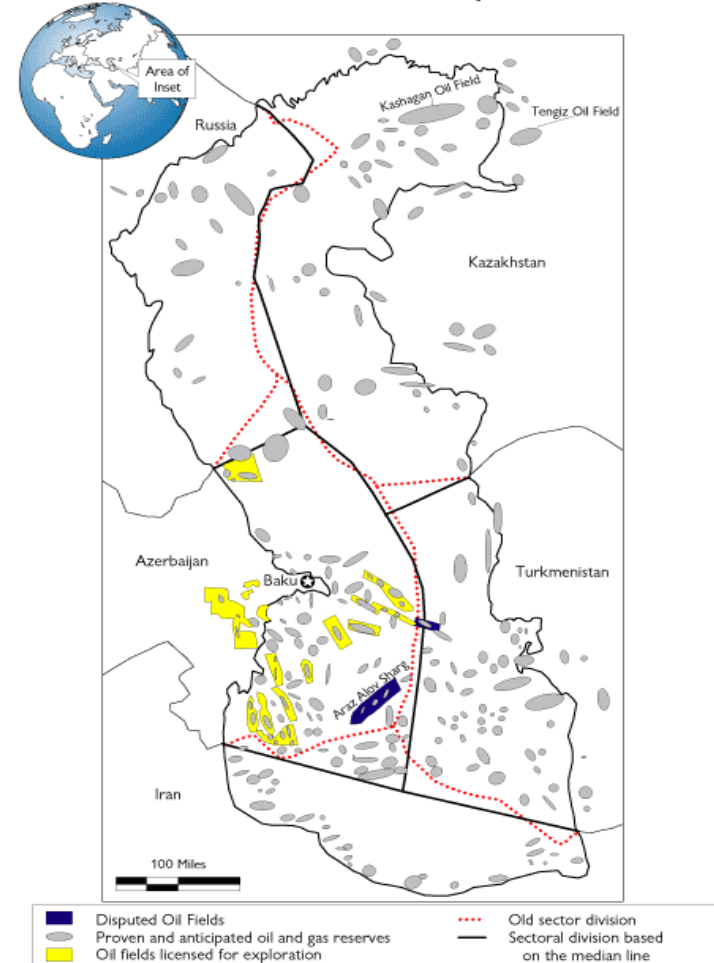 Area of
Inset
Russia
Kashagan Oil Field
Tengiz Oil Field
Kazakhstan
Azerbaijan
Baku
Turkmenistan
Araz Alov Sharg
Iran
100 Miles
Disputed Oil Fields
Proven and anticipated oil and gas reserves
Oil fields licensed for exploration
Old sector division
Sectoral division based
on the median line